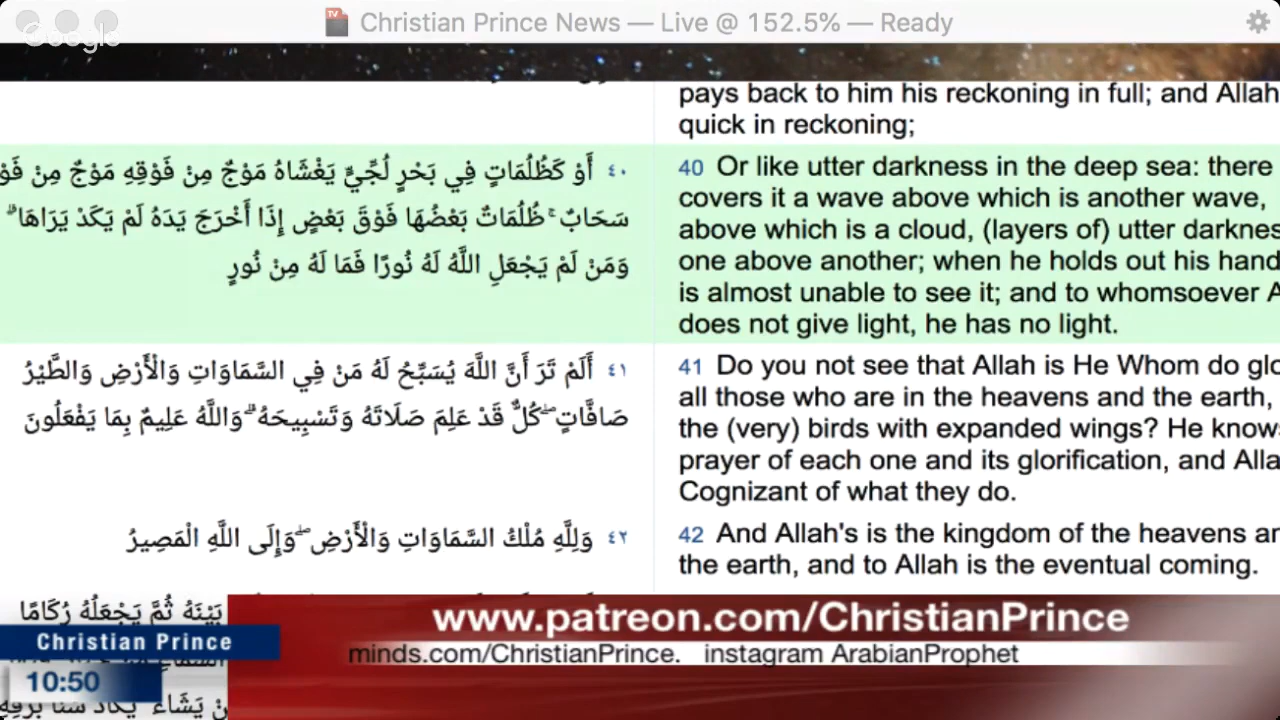 Christian Prince News — Live @ 152.5% — Ready
Google
pays back to him his reckoning in full; and Allah
quick in reckoning;
٤٠ أَوْ كَظُلُمَاتٍ فِي بَحْرٍ لُجِّيٍّ يَغْشَاهُ مَوْجٌ مِنْ فَوْقِهِ مَوْجٌ مِنْ فَوْ
سَحَابٌ ۚ ظُلُمَاتٌ بَعْضُهَا فَوْقَ بَعْضٍ إِذَا أَخْرَجَ يَدَهُ لَمْ يَكَدْ يَرَاهَا ۗ
وَمَنْ لَمْ يَجْعَلِ اللَّهُ لَهُ نُورًا فَمَا لَهُ مِنْ نُورٍ
40 Or like utter darkness in the deep sea: there
covers it a wave above which is another wave,
above which is a cloud, (layers of) utter darknes
one above another; when he holds out his hand
is almost unable to see it; and to whomsoever A
does not give light, he has no light.
٤١ أَلَمْ تَرَ أَنَّ اللَّهَ يُسَبِّحُ لَهُ مَنْ فِي السَّمَاوَاتِ وَالْأَرْضِ وَالطَّيْرُ
صَافَّاتٍ ۖ كُلٌّ قَدْ عَلِمَ صَلَاتَهُ وَتَسْبِيحَهُ ۗ وَاللَّهُ عَلِيمٌ بِمَا يَفْعَلُونَ
41 Do you not see that Allah is He Whom do glo
all those who are in the heavens and the earth,
the (very) birds with expanded wings? He know
prayer of each one and its glorification, and Alla
Cognizant of what they do.
٤٢ وَلِلَّهِ مُلْكُ السَّمَاوَاتِ وَالْأَرْضِ ۖ وَإِلَى اللَّهِ الْمَصِيرُ
42 And Allah's is the kingdom of the heavens ar
the earth, and to Allah is the eventual coming.
بَيْنَهُ ثُمَّ يَجْعَلُهُ رُكَامًا
www.patreon.com/ChristianPrince
Christian Prince
minds.com/ChristianPrince. instagram ArabianProphet
10:50